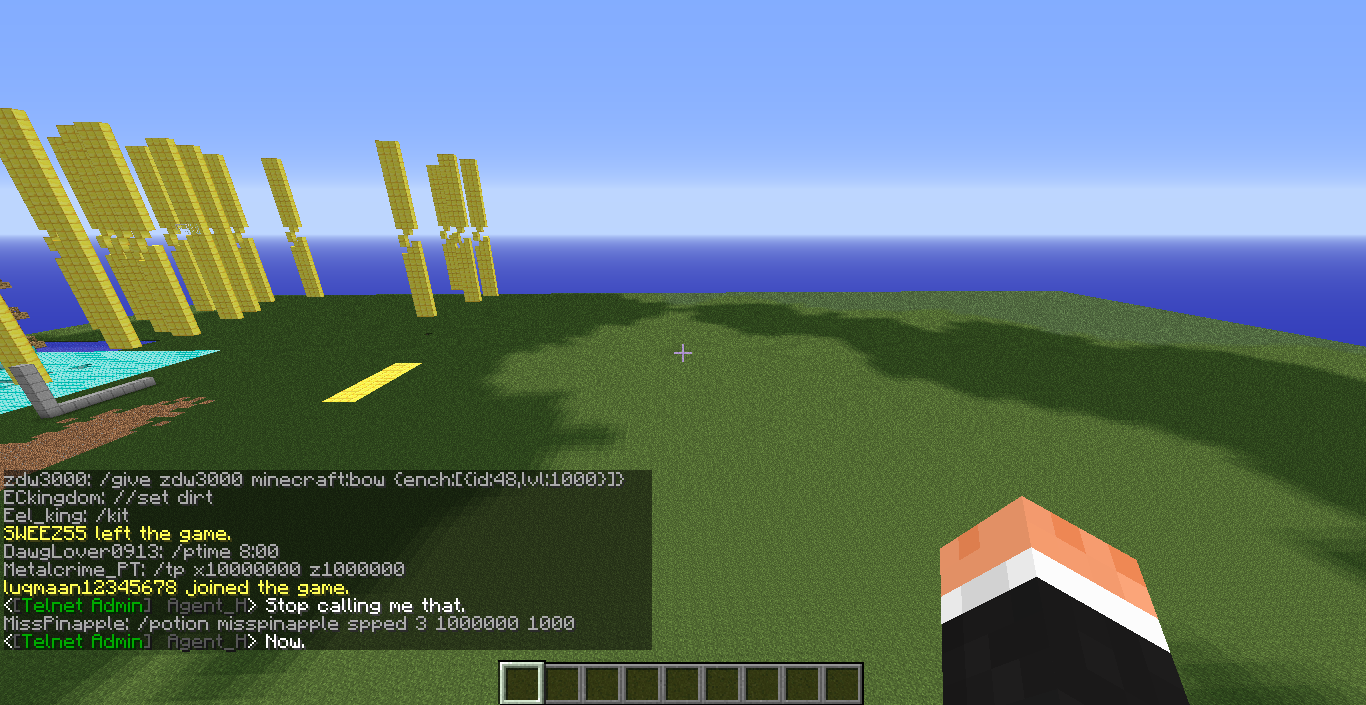 zdw3000: /give zdw3000 minecraft:bow {ench:[{id:48,lvl:1000}]}
ECkingdom: //set dirt
Eel_king: /kit
SWEEZ55 left the game.
DawgLover0913: /ptime 8:00
Metalcrime_PT: /tp x10000000 z1000000
luqmaan12345678 joined the game.
<[Telnet Admin] Agent_H> Stop calling me that.
MissPinapple: /potion misspinapple spped 3 1000000 1000
<[Telnet Admin] Agent_H> Now.